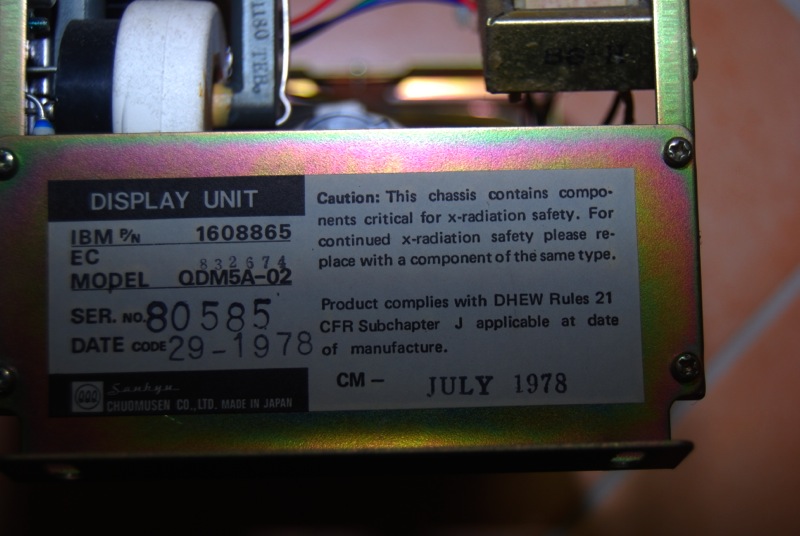 1180 TEB.
DISPLAY UNIT
IBM P/N 1608865
EC 832674
MODEL QDM5A-02
SER. NO. 80585
DATE CODE 29-1978
Sankyu
CHUOMUSEN CO., LTD. MADE IN JAPAN
Caution: This chassis contains compo-
nents critical for x-radiation safety. For
continued x-radiation safety please re-
place with a component of the same type.
Product complies with DHEW Rules 21
CFR Subchapter J applicable at date
of manufacture.
CM – JULY 1978